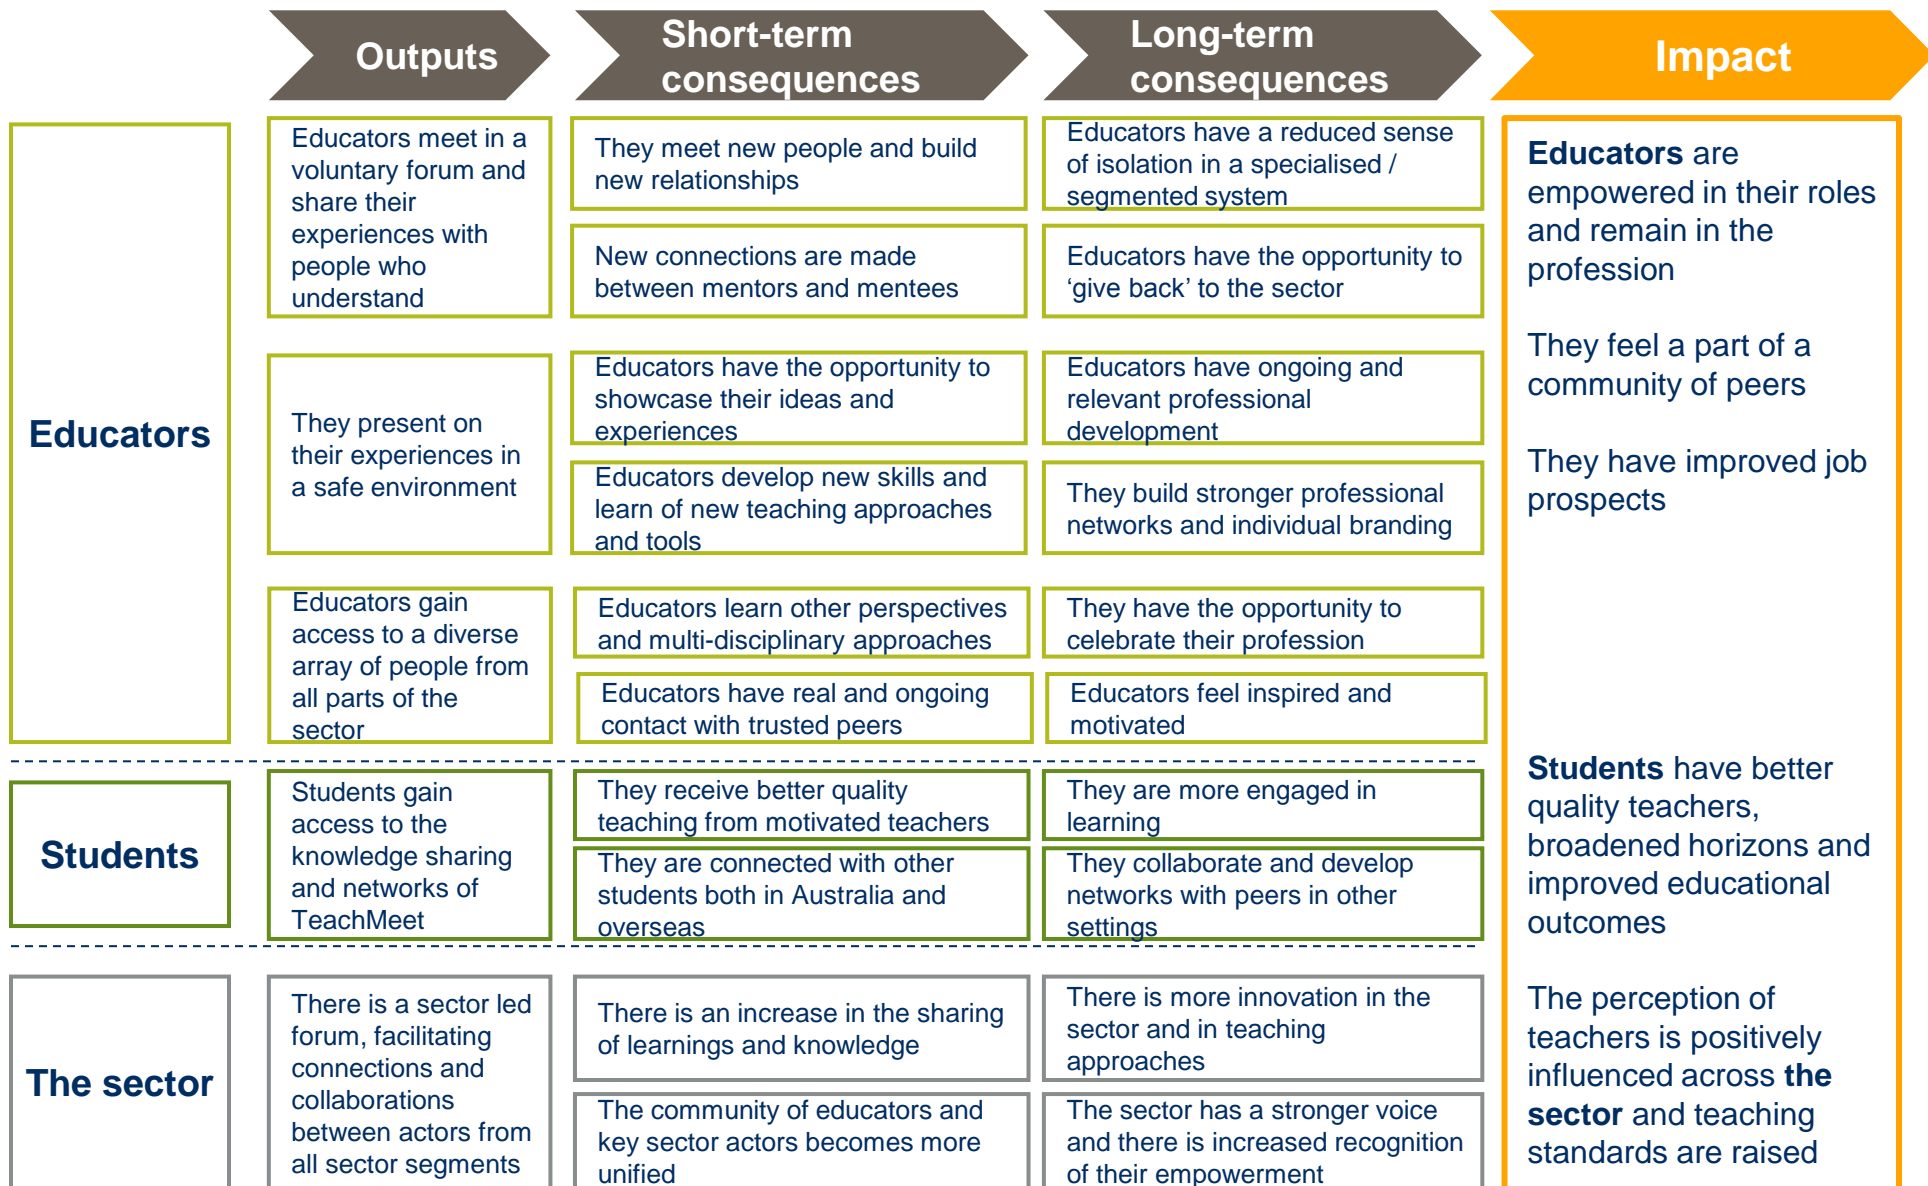 Outputs
Short-term
consequences
Long-term
consequences
Impact
Educators
Educators meet in a
voluntary forum and
share their
experiences with
people who
understand
They meet new people and build
new relationships
Educators have a reduced sense
of isolation in a specialised /
segmented system
New connections are made
between mentors and mentees
Educators have the opportunity to
‘give back’ to the sector
They present on
their experiences in
a safe environment
Educators have the opportunity to
showcase their ideas and
experiences
Educators have ongoing and
relevant professional
development
Educators develop new skills and
learn of new teaching approaches
and tools
They build stronger professional
networks and individual branding
Educators gain
access to a diverse
array of people from
all parts of the
sector
Educators learn other perspectives
and multi-disciplinary approaches
They have the opportunity to
celebrate their profession
Educators have real and ongoing
contact with trusted peers
Educators feel inspired and
motivated
Students
Students gain
access to the
knowledge sharing
and networks of
TeachMeet
They receive better quality
teaching from motivated teachers
They are more engaged in
learning
They are connected with other
students both in Australia and
overseas
They collaborate and develop
networks with peers in other
settings
The sector
There is a sector led
forum, facilitating
connections and
collaborations
between actors from
all sector segments
There is an increase in the sharing
of learnings and knowledge
There is more innovation in the
sector and in teaching
approaches
The community of educators and
key sector actors becomes more
unified
The sector has a stronger voice
and there is increased recognition
of their empowerment
Educators are
empowered in their roles
and remain in the
profession
They feel a part of a
community of peers
They have improved job
prospects
Students have better
quality teachers,
broadened horizons and
improved educational
outcomes
The perception of
teachers is positively
influenced across the
sector and teaching
standards are raised